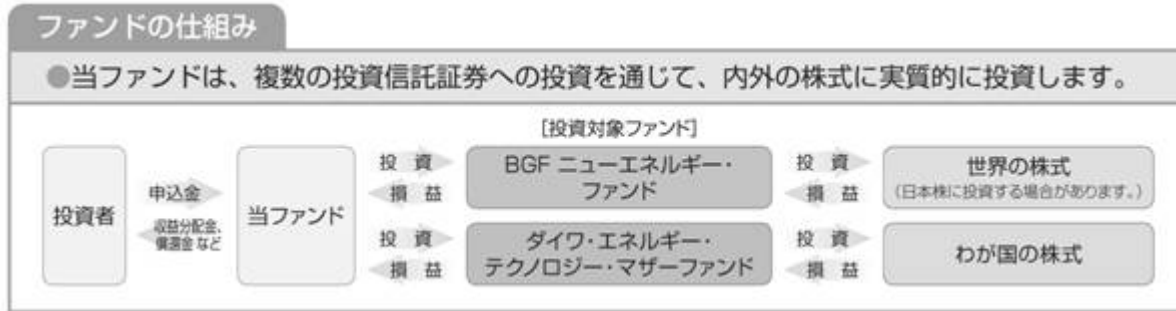 ファンドの仕組み
●当ファンドは、複数の投資信託証券への投資を通じて、内外の株式に実質的に投資します。
[投資対象ファンド]
投資者
申込金
収益分配金、
償還金 など
当ファンド
投 資
損 益
BGF ニューエネルギー・
ファンド
投 資
損 益
世界の株式
(日本株に投資する場合があります。)
投 資
損 益
ダイワ・エネルギー・
テクノロジー・マザーファンド
投 資
損 益
わが国の株式